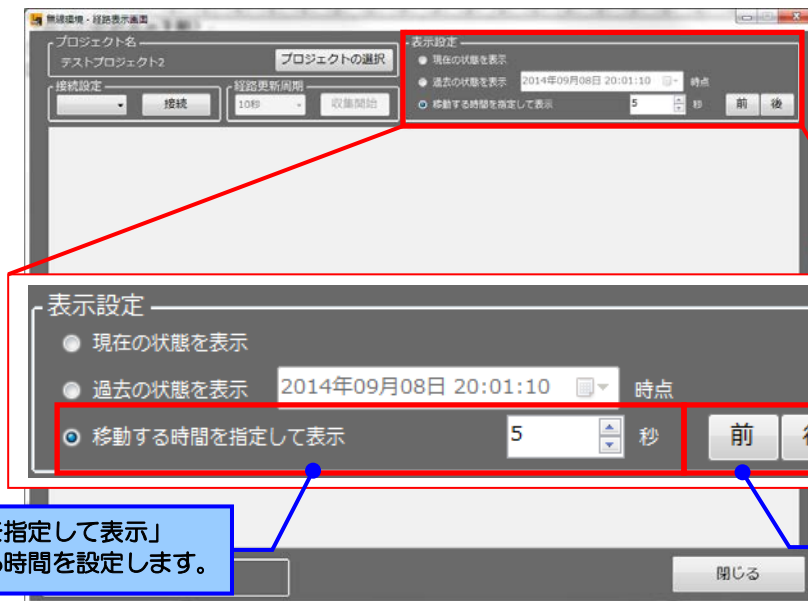 無線環境・経路表示画面
プロジェクト名
テストプロジェクト2
プロジェクトの選択
接続設定
接続
経路更新周期
10秒
収集開始
表示設定
現在の状態を表示
過去の状態を表示 2014年09月08日 20:01:10 時点
移動する時間を指定して表示 5 秒 前 後
表示設定
現在の状態を表示
過去の状態を表示 2014年09月08日 20:01:10 時点
移動する時間を指定して表示 5 秒 前
指定して表示」
時間を設定します。
閉じる